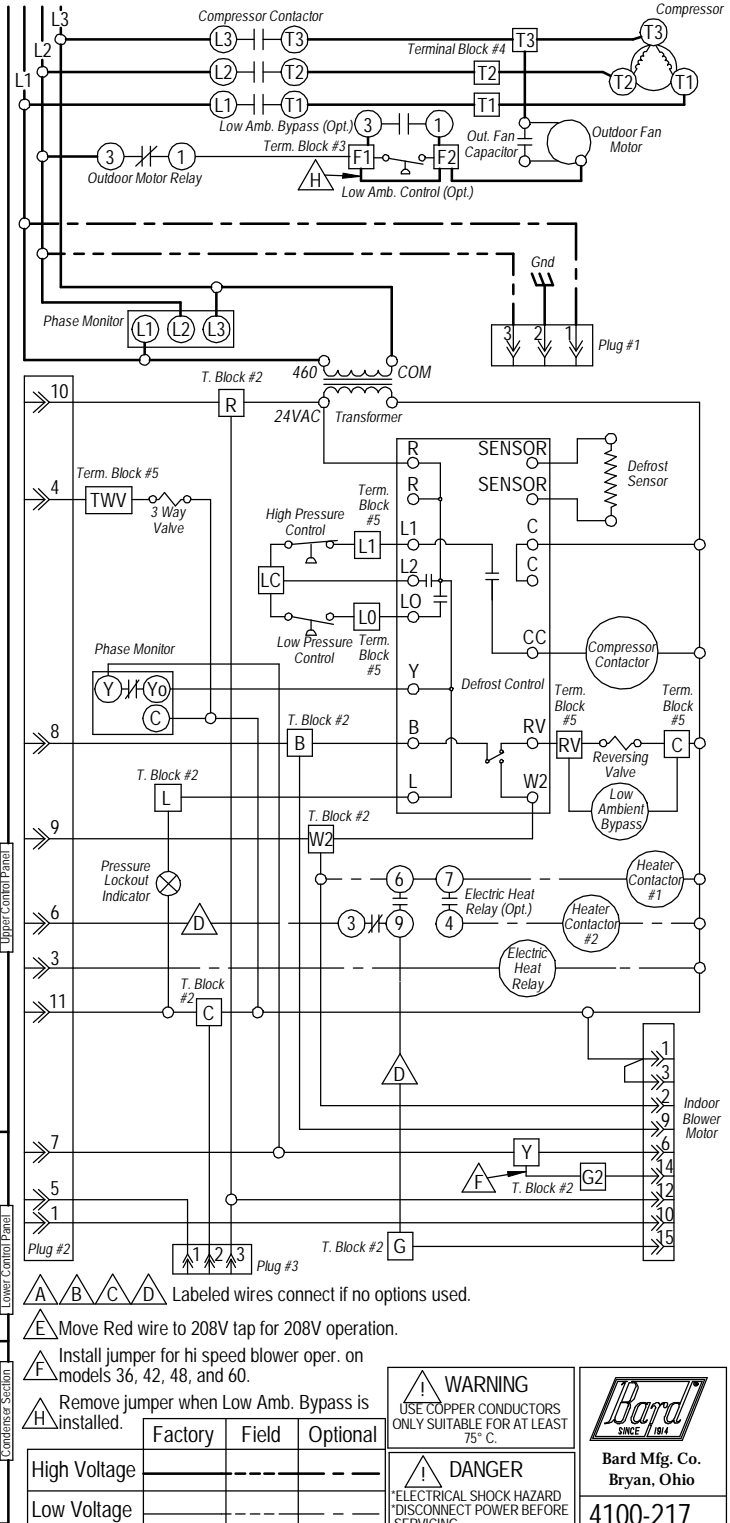 L3
Compressor Contactor
Compressor
L3 T3
Terminal Block #4
T3
T3
L2
L2 T2
T2
T2 T1
L1
L1 T1
T1
Low Amb. Bypass (Opt.)
3 1
Out. Fan
Capacitor
Outdoor Fan
Motor
Term. Block #3
3 1
F1 F2
Outdoor Motor Relay
H
Low Amb. Control (Opt.)
Gnd
Phase Monitor
L1 L2 L3
3 2 1
Plug #1
460 COM
T. Block #2
10
R
24VAC Transformer
R
SENSOR
Defrost
Sensor
R
SENSOR
Term. Block #5
4
TWV
3 Way
Valve
High Pressure
Control
Term.
Block
#5
L1
L1
C
LC
L2
C
L0
LO
Low Pressure
Control
Term.
Block
#5
CC
Compressor
Contactor
Phase Monitor
Y Yo
C
Y
Defrost Control
Term.
Block
#5
Term.
Block
#5
8
T. Block #2
B
B
RV
RV
Reversing
Valve
C
T. Block #2
L
L
W2
Low
Ambient
Bypass
9
T. Block #2
W2
Pressure
Lockout
Indicator
6 7
Electric Heat
Relay (Opt.)
Heater
Contactor
#1
6
D
3 9 4
Heater
Contactor
#2
3
Electric
Heat
Relay
T. Block
#2
11
C
D
1
3
2
9
Indoor
Blower
Motor
7
Y
6
F
T. Block #2
G2
14
5
12
1
10
Plug #2
1 2 3
Plug #3
T. Block #2
G
15
Upper Control Panel
Lower Control Panel
Condenser Section
A B C D Labeled wires connect if no options used.
E Move Red wire to 208V tap for 208V operation.
F Install jumper for hi speed blower oper. on
models 36, 42, 48, and 60.
H Remove jumper when Low Amb. Bypass is
installed.
Factory Field Optional
High Voltage
Low Voltage
! WARNING
USE COPPER CONDUCTORS
ONLY SUITABLE FOR AT LEAST
75° C.
! DANGER
*ELECTRICAL SHOCK HAZARD
*DISCONNECT POWER BEFORE
SERVICING
Bard
SINCE 1914
Bard Mfg. Co.
Bryan, Ohio
4100-217